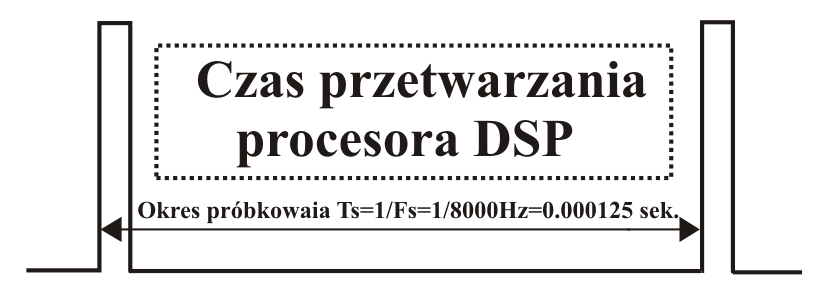 Czas przetwarzania
procesora DSP
Okres próbkowaia Ts=1/Fs=1/8000Hz=0.000125 sek.